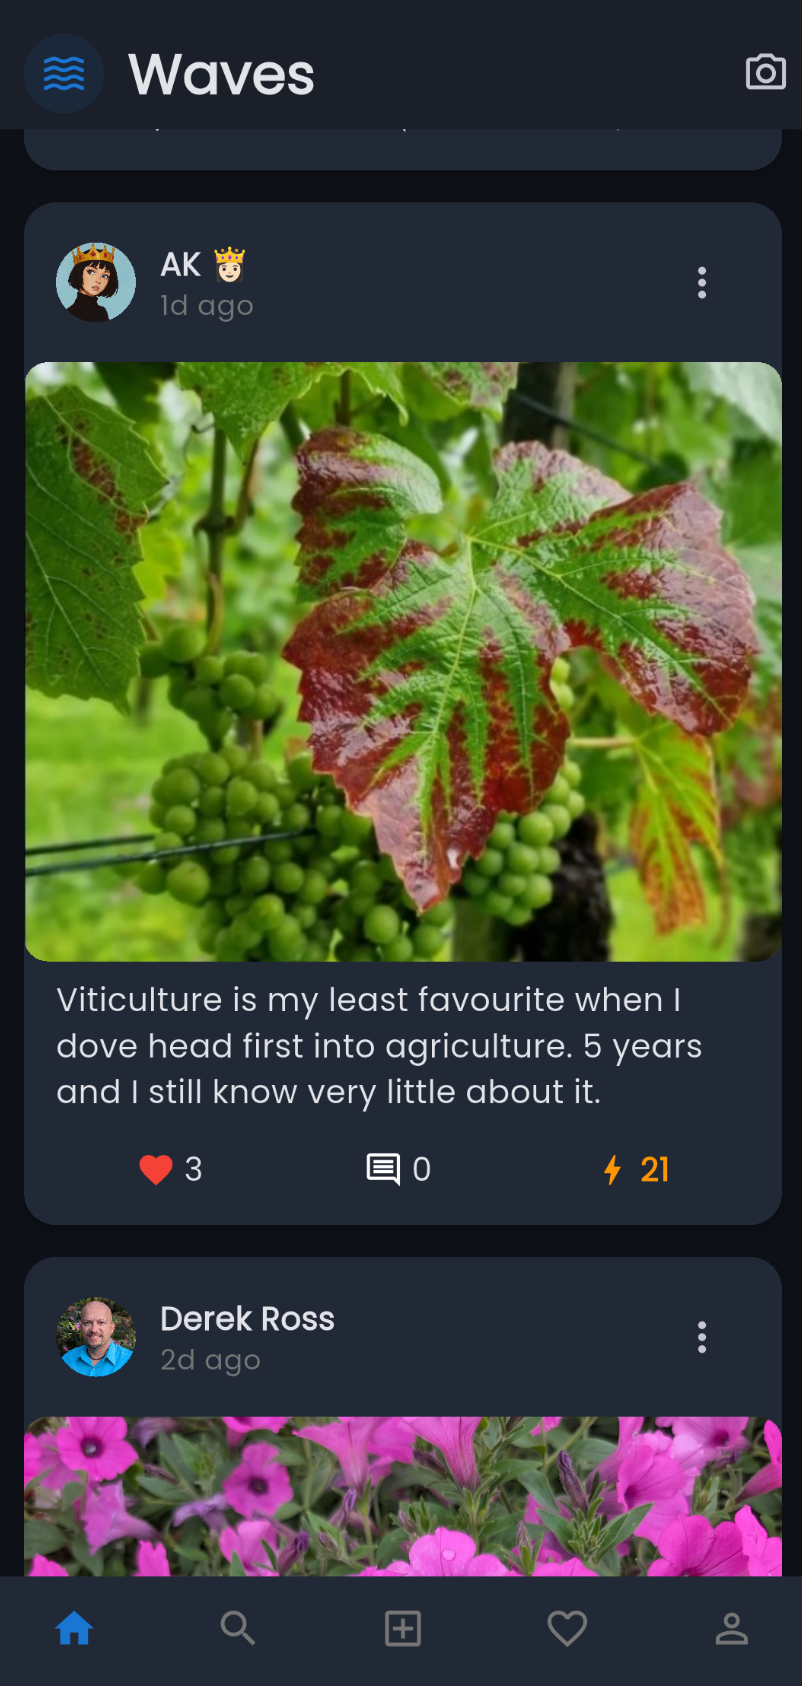 Waves
AK 👸🏻
1d ago
Viticulture is my least favourite when I
dove head first into agriculture. 5 years
and I still know very little about it.
3
0
21
Derek Ross
2d ago